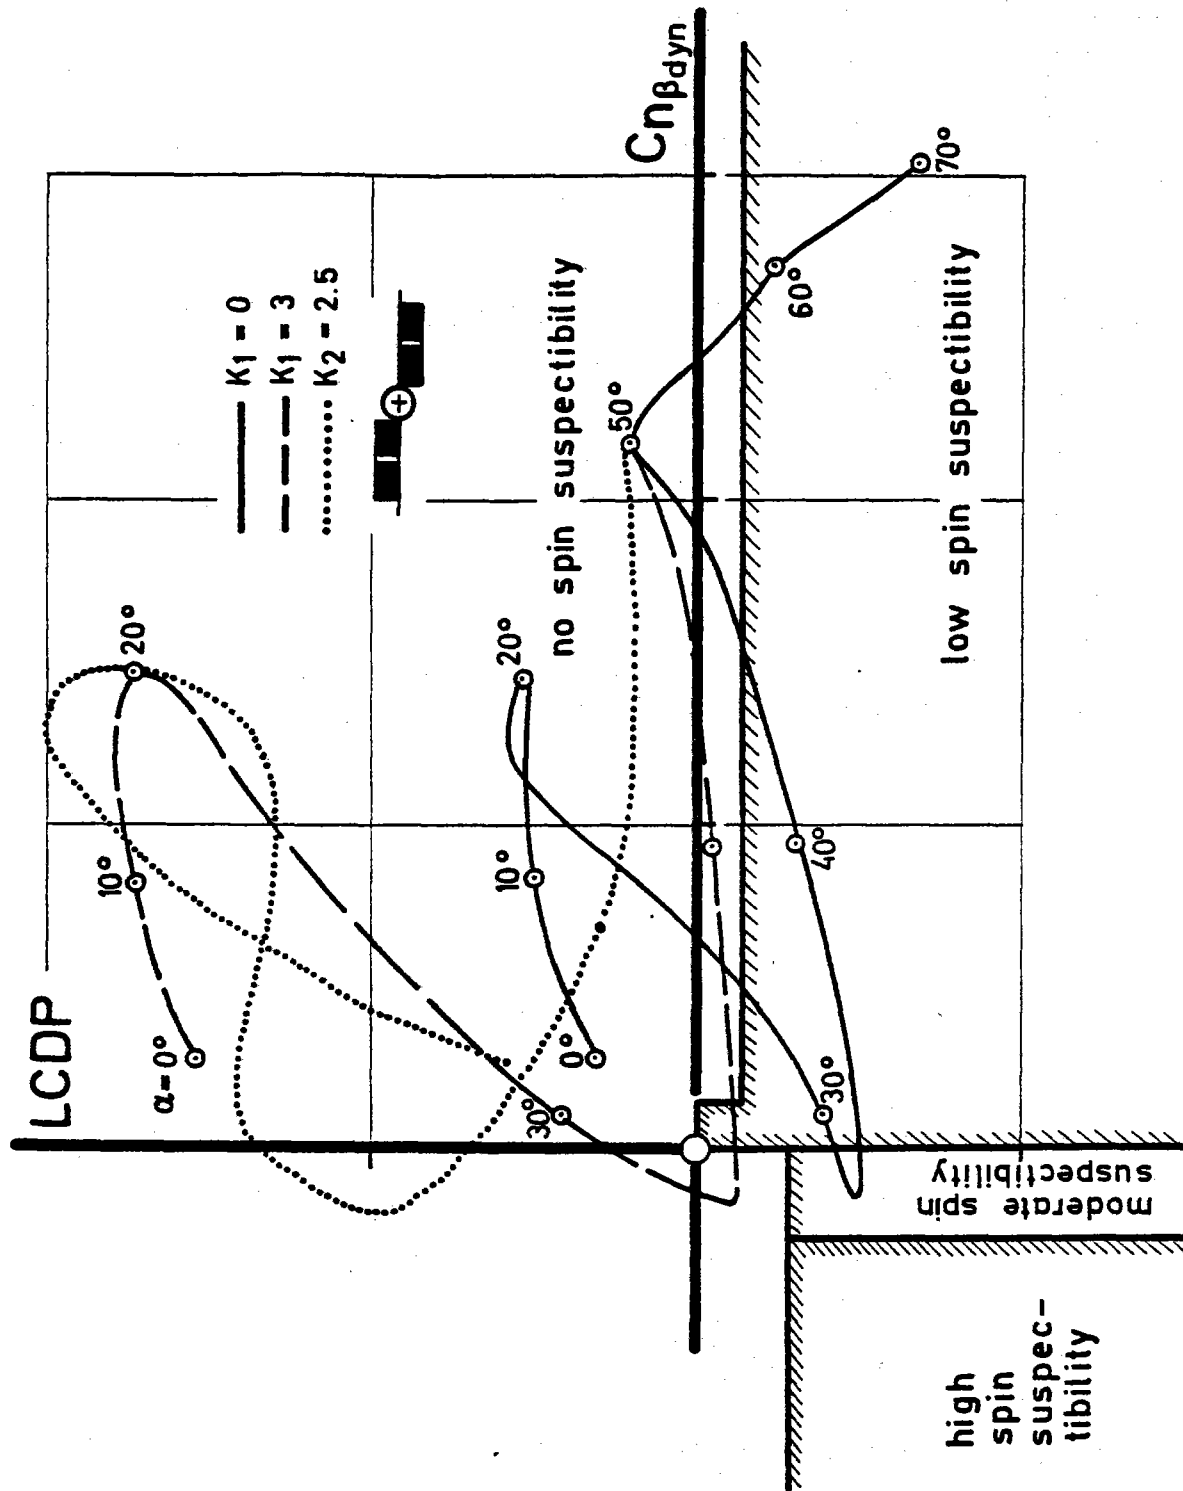 LCDP
α=0°
10°
20°
K1 = 0
K1 = 3
K2 = 2.5
0°
10°
20°
30°
no spin suspectibility
50°
Cnβdyn
30°
40°
60°
70°
low spin suspectibility
moderate spin
suspectibility
high
spin
suspec-
tibility